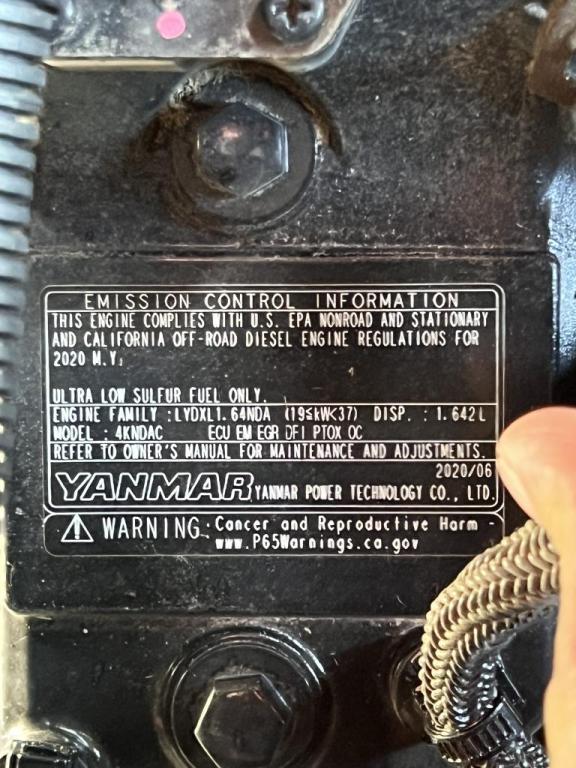 EMISSION CONTROL INFORMATION
THIS ENGINE COMPLIES WITH U.S. EPA NONROAD AND STATIONARY
AND CALIFORNIA OFF-ROAD DIESEL ENGINE REGULATIONS FOR
2020 M.Y.
ULTRA LOW SULFUR FUEL ONLY.
ENGINE FAMILY :LYDXL1.64NDA (19≤kW<37) DISP. : 1.642L
MODEL : 4KNDAC ECU EM EGR DFI PTOX OC
REFER TO OWNER'S MANUAL FOR MAINTENANCE AND ADJUSTMENTS.
2020/06
YANMAR YANMAR POWER TECHNOLOGY CO., LTD.
WARNING: Cancer and Reproductive Harm -
www.P65Warnings.ca.gov